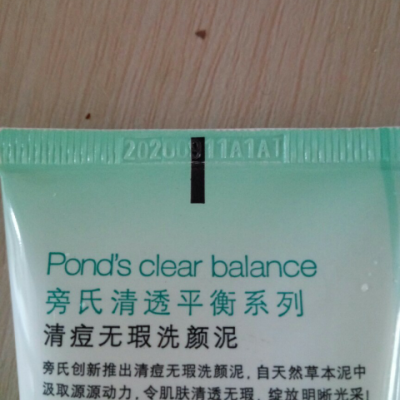 20200911A1AT
Pond's clear balance
旁氏清透平衡系列
清痘无瑕洗颜泥
旁氏创新推出清痘无瑕洗颜泥，自天然草本泥中
汲取源源动力，令肌肤清透无瑕，绽放明晰光采!